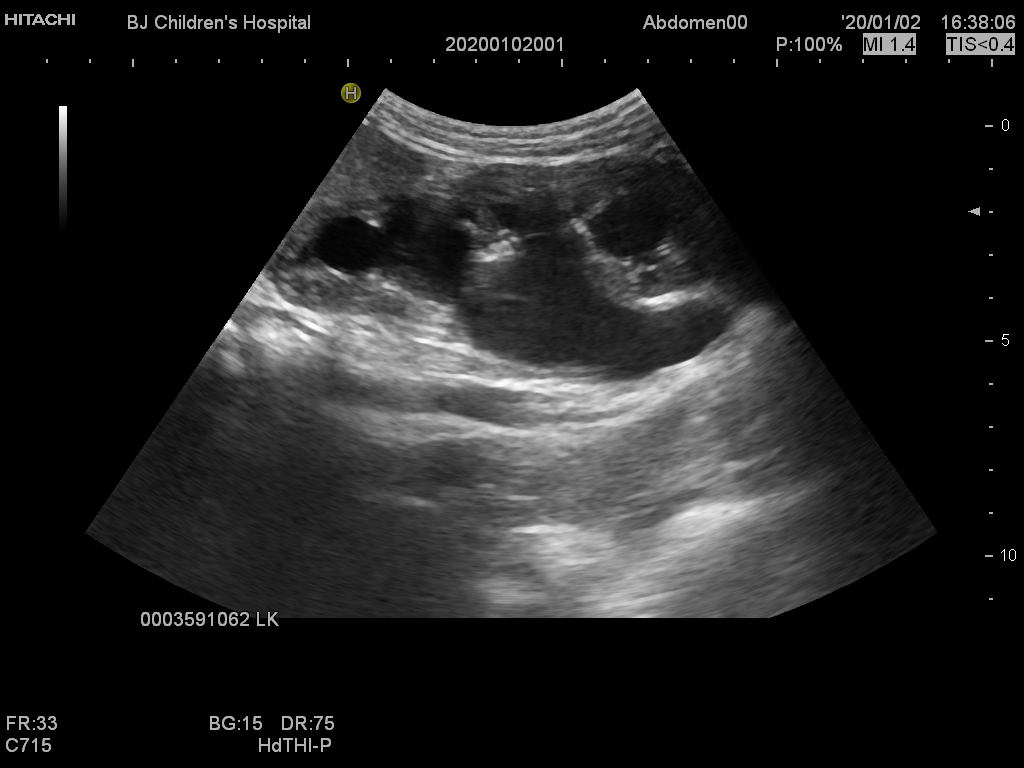 HITACHI BJ Children's Hospital Abdomen00 '20/01/02 16:38:06
20200102001 P:100% MI 1.4 TIS<0.4
H
0
5
10
0003591062 LK
FR:33 BG:15 DR:75
C715 HdTHI-P